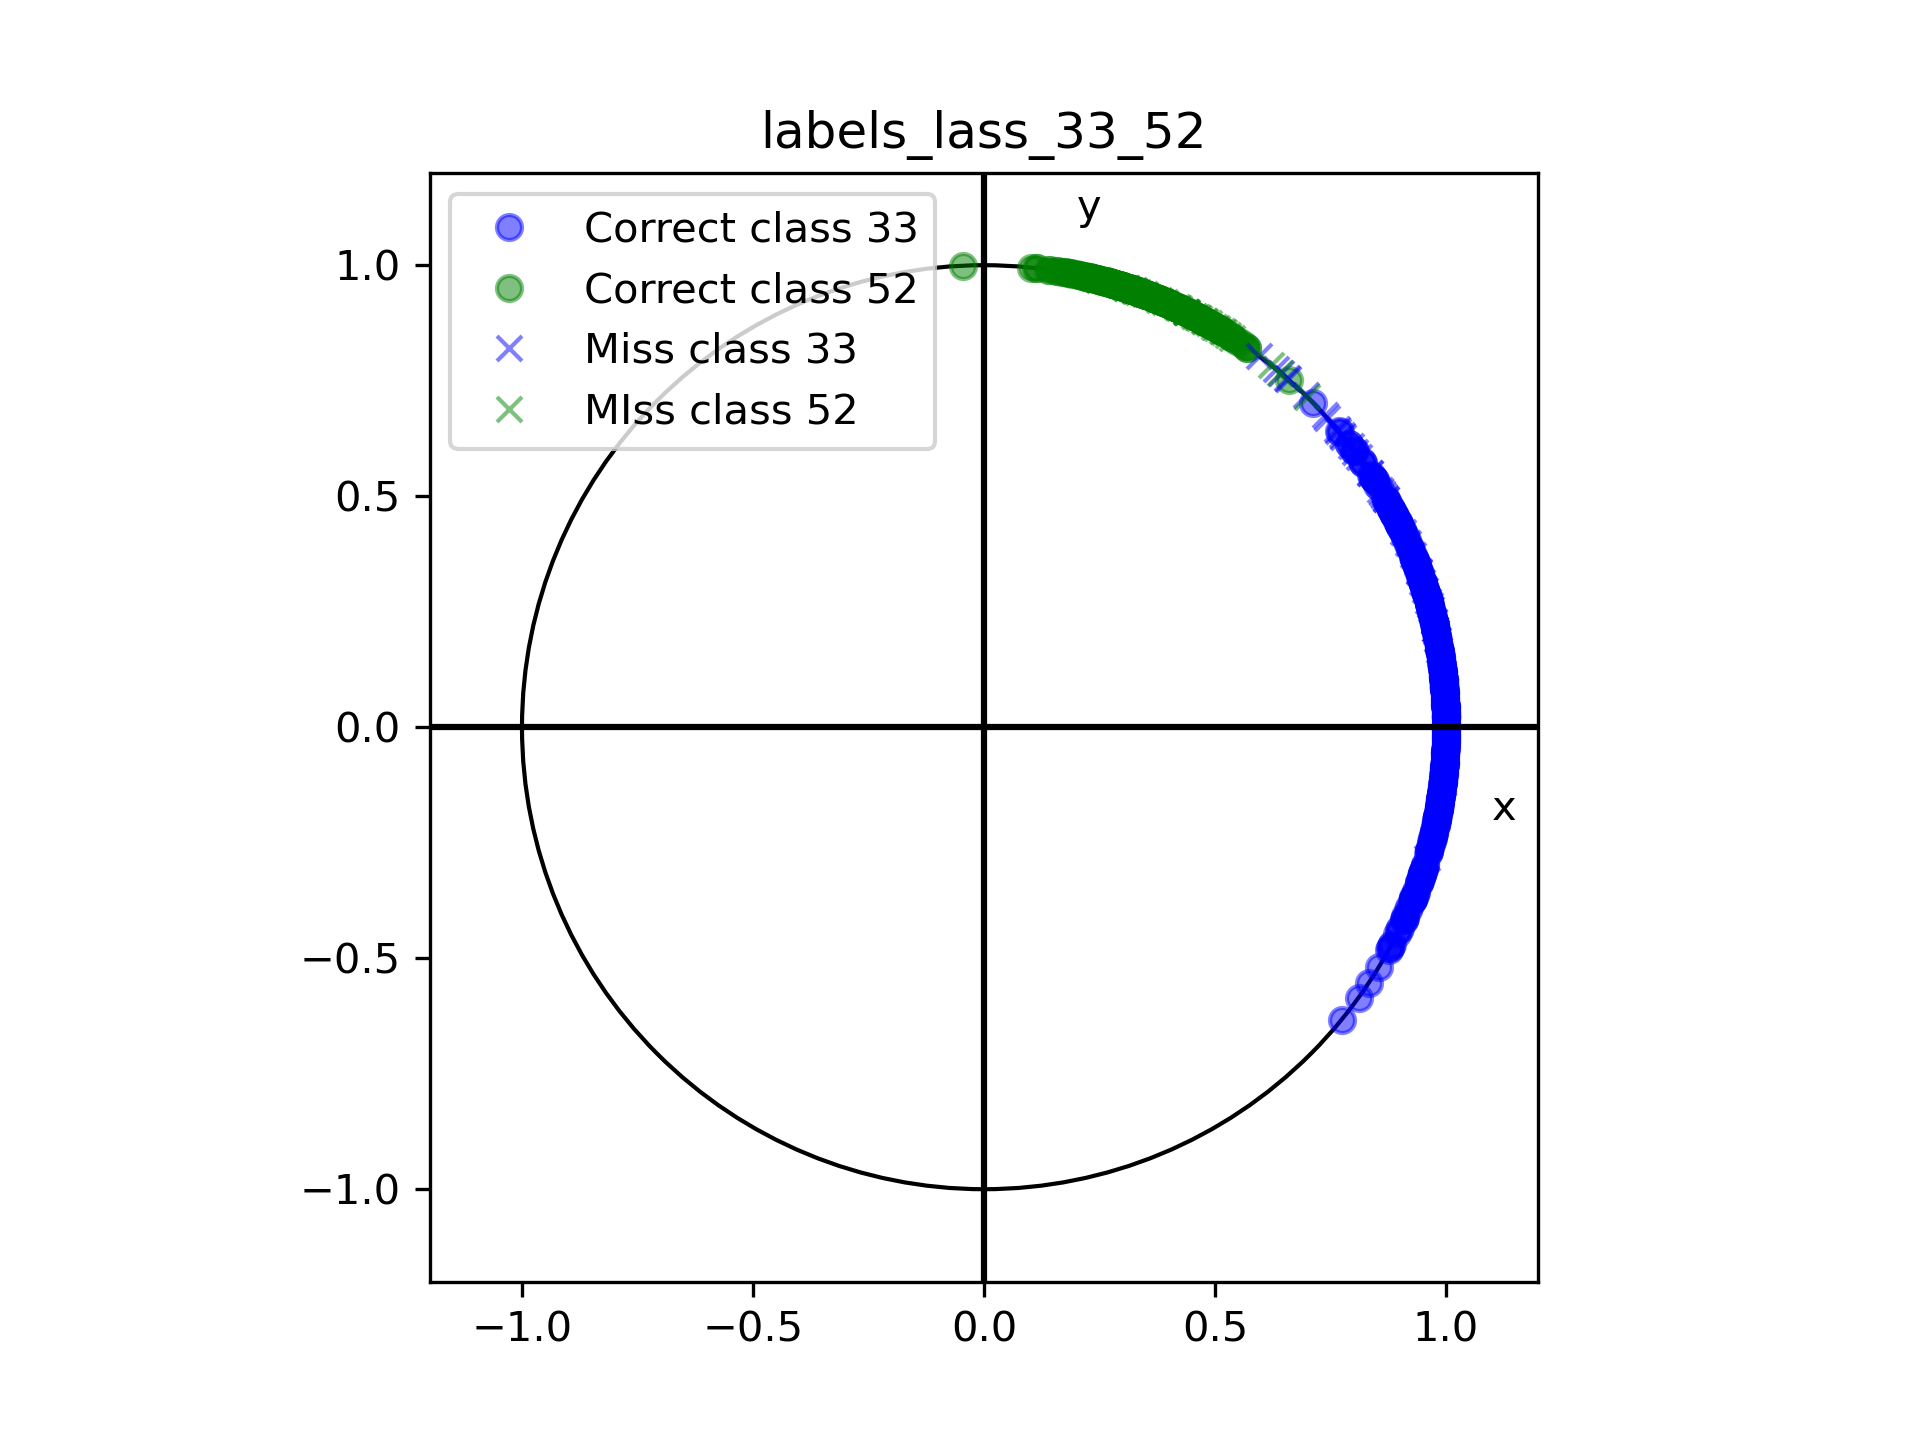 labels_lass_33_52
y
Correct class 33
Correct class 52
Miss class 33
MIss class 52
1.0
0.5
0.0
−0.5
−1.0
x
−1.0 −0.5 0.0 0.5 1.0